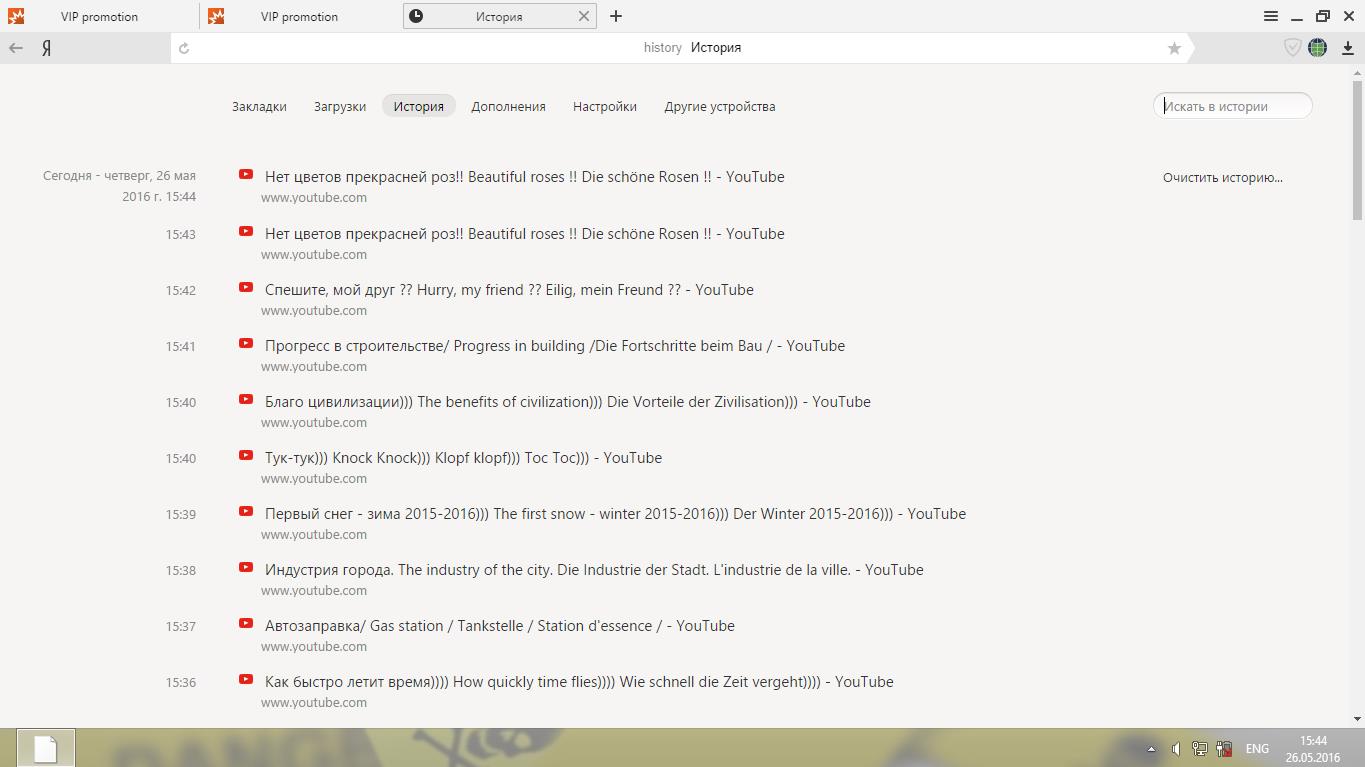 VIP promotion
VIP promotion
История
Я
history История
Закладки Загрузки История Дополнения Настройки Другие устройства
Искать в истории
Сегодня - четверг, 26 мая
2016 г. 15:44
Нет цветов прекрасней роз!! Beautiful roses !! Die schöne Rosen !! - YouTube
www.youtube.com
Очистить историю...
15:43
Нет цветов прекрасней роз!! Beautiful roses !! Die schöne Rosen !! - YouTube
www.youtube.com
15:42
Спешите, мой друг ?? Hurry, my friend ?? Eilig, mein Freund ?? - YouTube
www.youtube.com
15:41
Прогресс в строительстве/ Progress in building /Die Fortschritte beim Bau / - YouTube
www.youtube.com
15:40
Благо цивилизации))) The benefits of civilization))) Die Vorteile der Zivilisation))) - YouTube
www.youtube.com
15:40
Тук-тук))) Knock Knock))) Klopf klopf))) Toc Toc))) - YouTube
www.youtube.com
15:39
Первый снег - зима 2015-2016))) The first snow - winter 2015-2016))) Der Winter 2015-2016))) - YouTube
www.youtube.com
15:38
Индустрия города. The industry of the city. Die Industrie der Stadt. L'industrie de la ville. - YouTube
www.youtube.com
15:37
Автозаправка/ Gas station / Tankstelle / Station d'essence / - YouTube
www.youtube.com
15:36
Как быстро летит время)))) How quickly time flies)))) Wie schnell die Zeit vergeht)))) - YouTube
www.youtube.com
ENG
15:44
26.05.2016